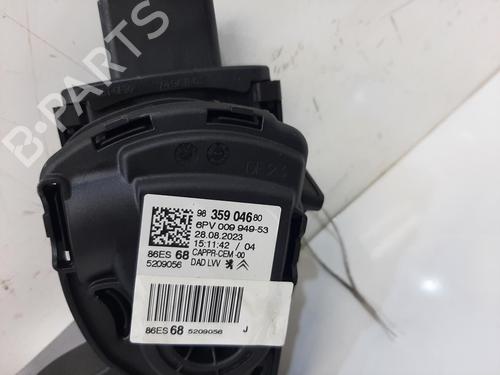 B-PARTS
98 359 046 80
6PV 009 949-53
28.08.2023
15:11:42 / 04
86ES 68 CAPPR-CEM -00
5209056 DAD LVV
86ES 68 5209056 J